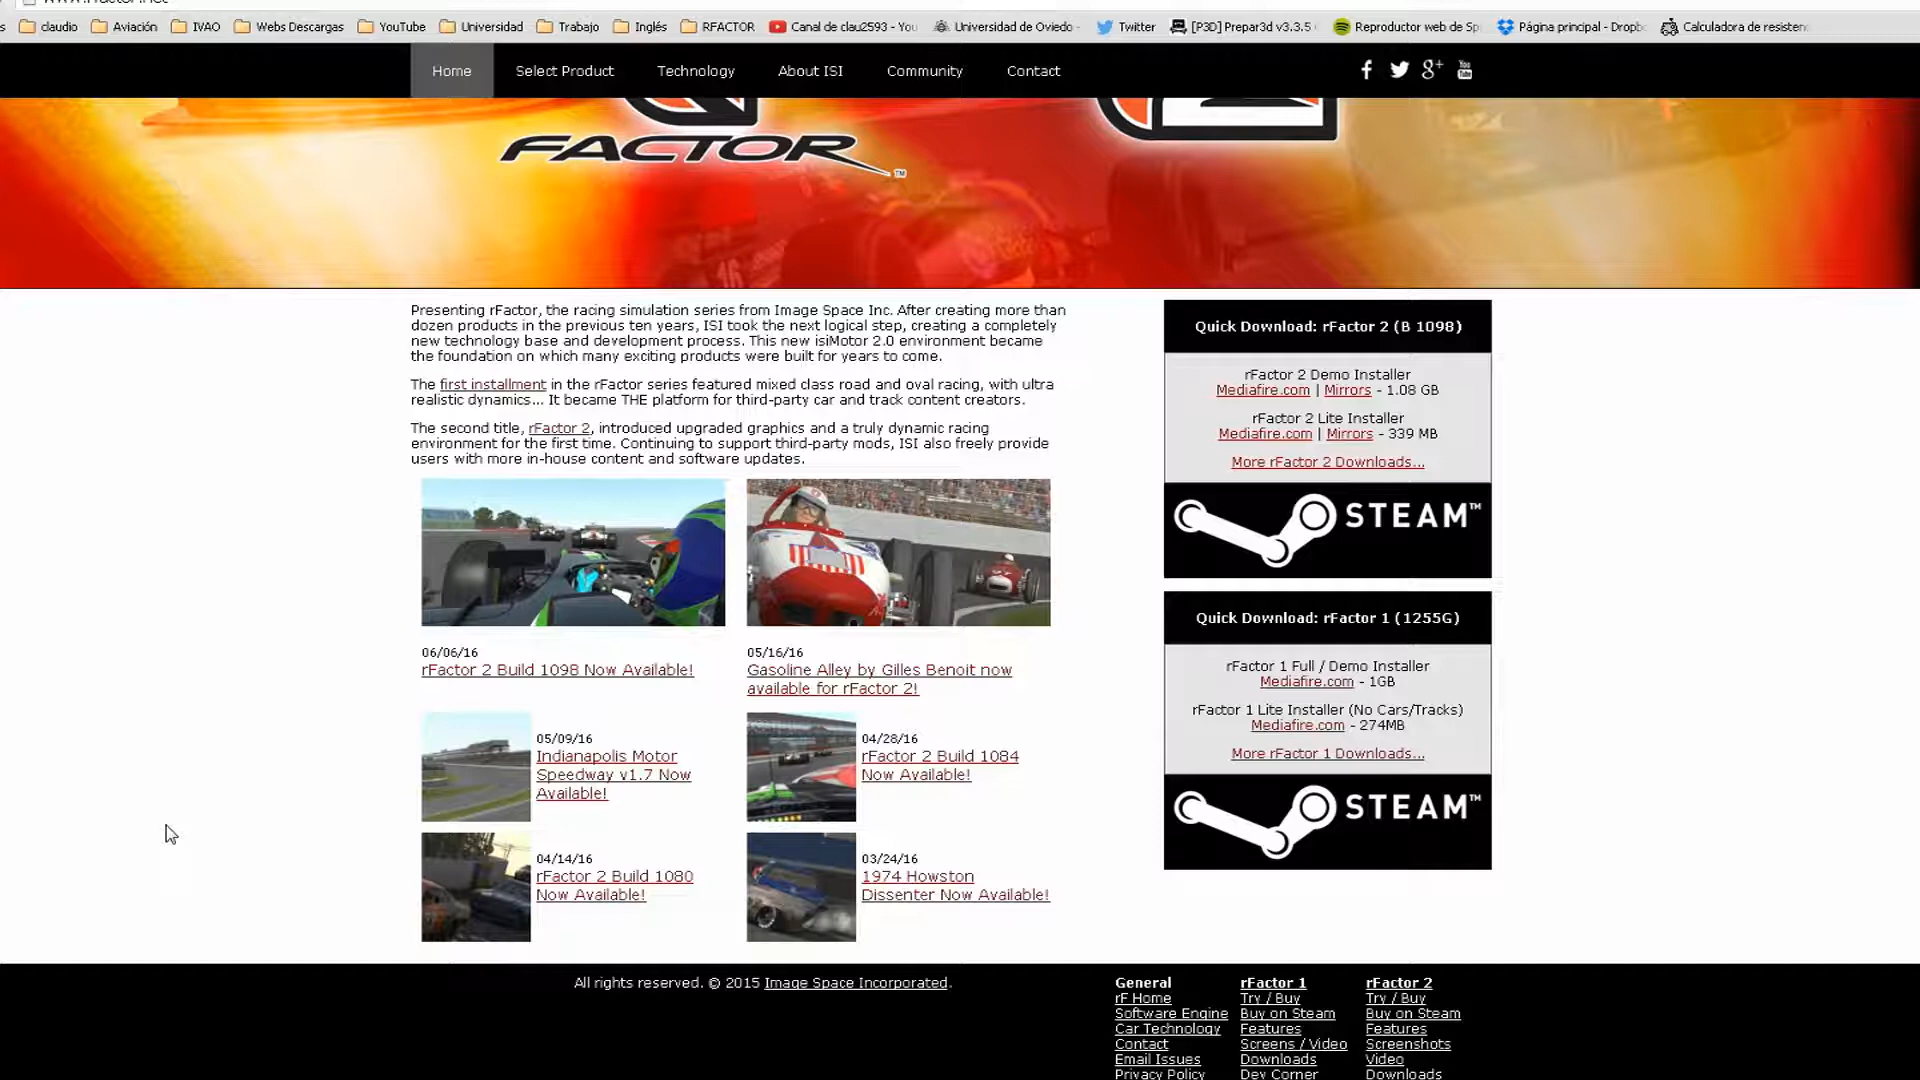 claudio Aviación IVAO Webs Descargas YouTube Universidad Trabajo Inglés RFACTOR Canal de clau2593 - You Universidad de Oviedo - Twitter [P3D] Prepar3d v3.3.5 Reproductor web de Sp Página principal - Dropb Calculadora de resisten
Home Select Product Technology About ISI Community Contact
FACTOR™
Presenting rFactor, the racing simulation series from Image Space Inc. After creating more than
dozen products in the previous ten years, ISI took the next logical step, creating a completely
new technology base and development process. This new isiMotor 2.0 environment became
the foundation on which many exciting products were built for years to come.
The first installment in the rFactor series featured mixed class road and oval racing, with ultra
realistic dynamics... It became THE platform for third-party car and track content creators.
The second title, rFactor 2, introduced upgraded graphics and a truly dynamic racing
environment for the first time. Continuing to support third-party mods, ISI also freely provide
users with more in-house content and software updates.
06/06/16
rFactor 2 Build 1098 Now Available!
05/16/16
Gasoline Alley by Gilles Benoit now
available for rFactor 2!
05/09/16
Indianapolis Motor
Speedway v1.7 Now
Available!
04/28/16
rFactor 2 Build 1084
Now Available!
04/14/16
rFactor 2 Build 1080
Now Available!
03/24/16
1974 Howston
Dissenter Now Available!
Quick Download: rFactor 2 (B 1098)
rFactor 2 Demo Installer
Mediafire.com | Mirrors - 1.08 GB
rFactor 2 Lite Installer
Mediafire.com | Mirrors - 339 MB
More rFactor 2 Downloads...
STEAM™
Quick Download: rFactor 1 (1255G)
rFactor 1 Full / Demo Installer
Mediafire.com - 1GB
rFactor 1 Lite Installer (No Cars/Tracks)
Mediafire.com - 274MB
More rFactor 1 Downloads...
STEAM™
All rights reserved. © 2015 Image Space Incorporated.
General
rF Home
Software Engine
Car Technology
Contact
Email Issues
Privacy Policy
rFactor 1
Try / Buy
Buy on Steam
Features
Screens / Video
Downloads
Dev Corner
rFactor 2
Try / Buy
Buy on Steam
Features
Screenshots
Video
Downloads